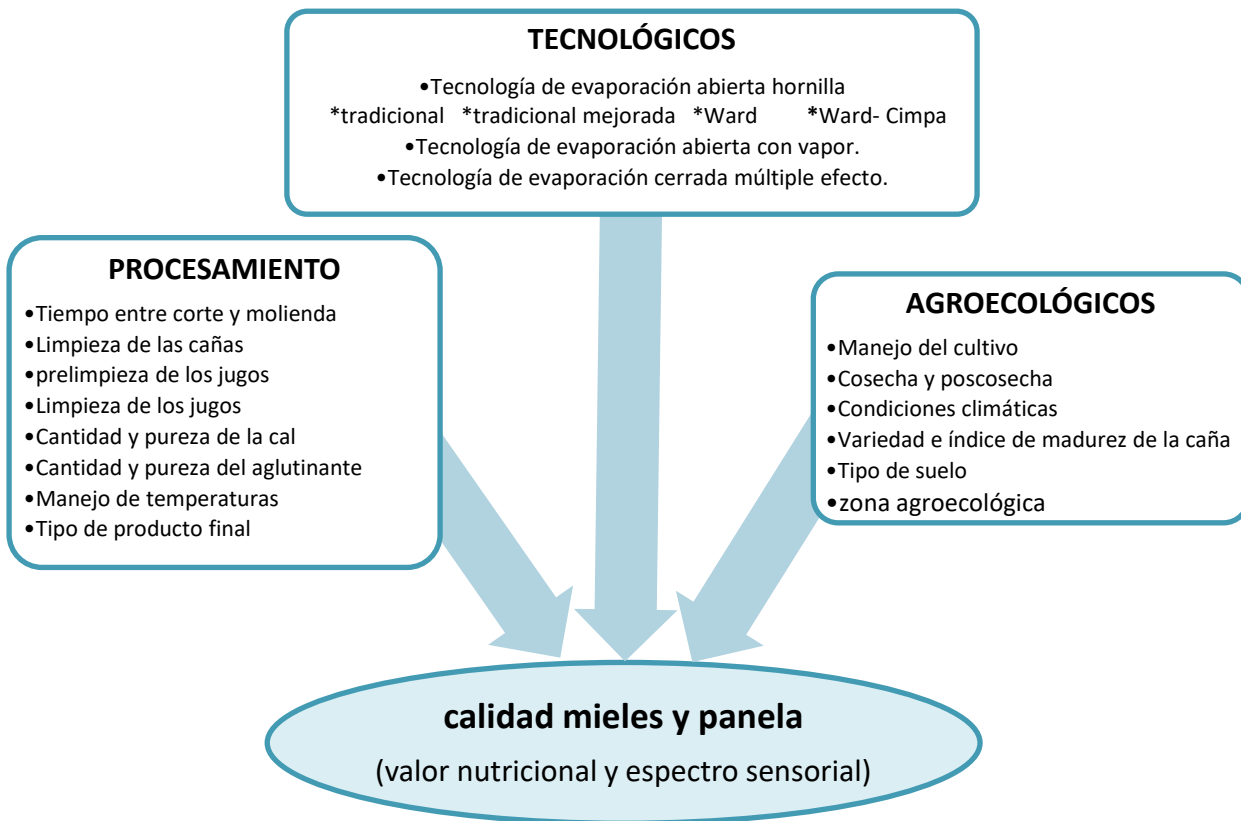 TECNOLÓGICOS
•Tecnología de evaporación abierta hornilla
*tradicional *tradicional mejorada *Ward *Ward- Cimpa
•Tecnología de evaporación abierta con vapor.
•Tecnología de evaporación cerrada múltiple efecto.
PROCESAMIENTO
•Tiempo entre corte y molienda
•Limpieza de las cañas
•prelimpieza de los jugos
•Limpieza de los jugos
•Cantidad y pureza de la cal
•Cantidad y pureza del aglutinante
•Manejo de temperaturas
•Tipo de producto final
AGROECOLÓGICOS
•Manejo del cultivo
•Cosecha y poscosecha
•Condiciones climáticas
•Variedad e índice de madurez de la caña
•Tipo de suelo
•zona agroecológica
calidad mieles y panela
(valor nutricional y espectro sensorial)